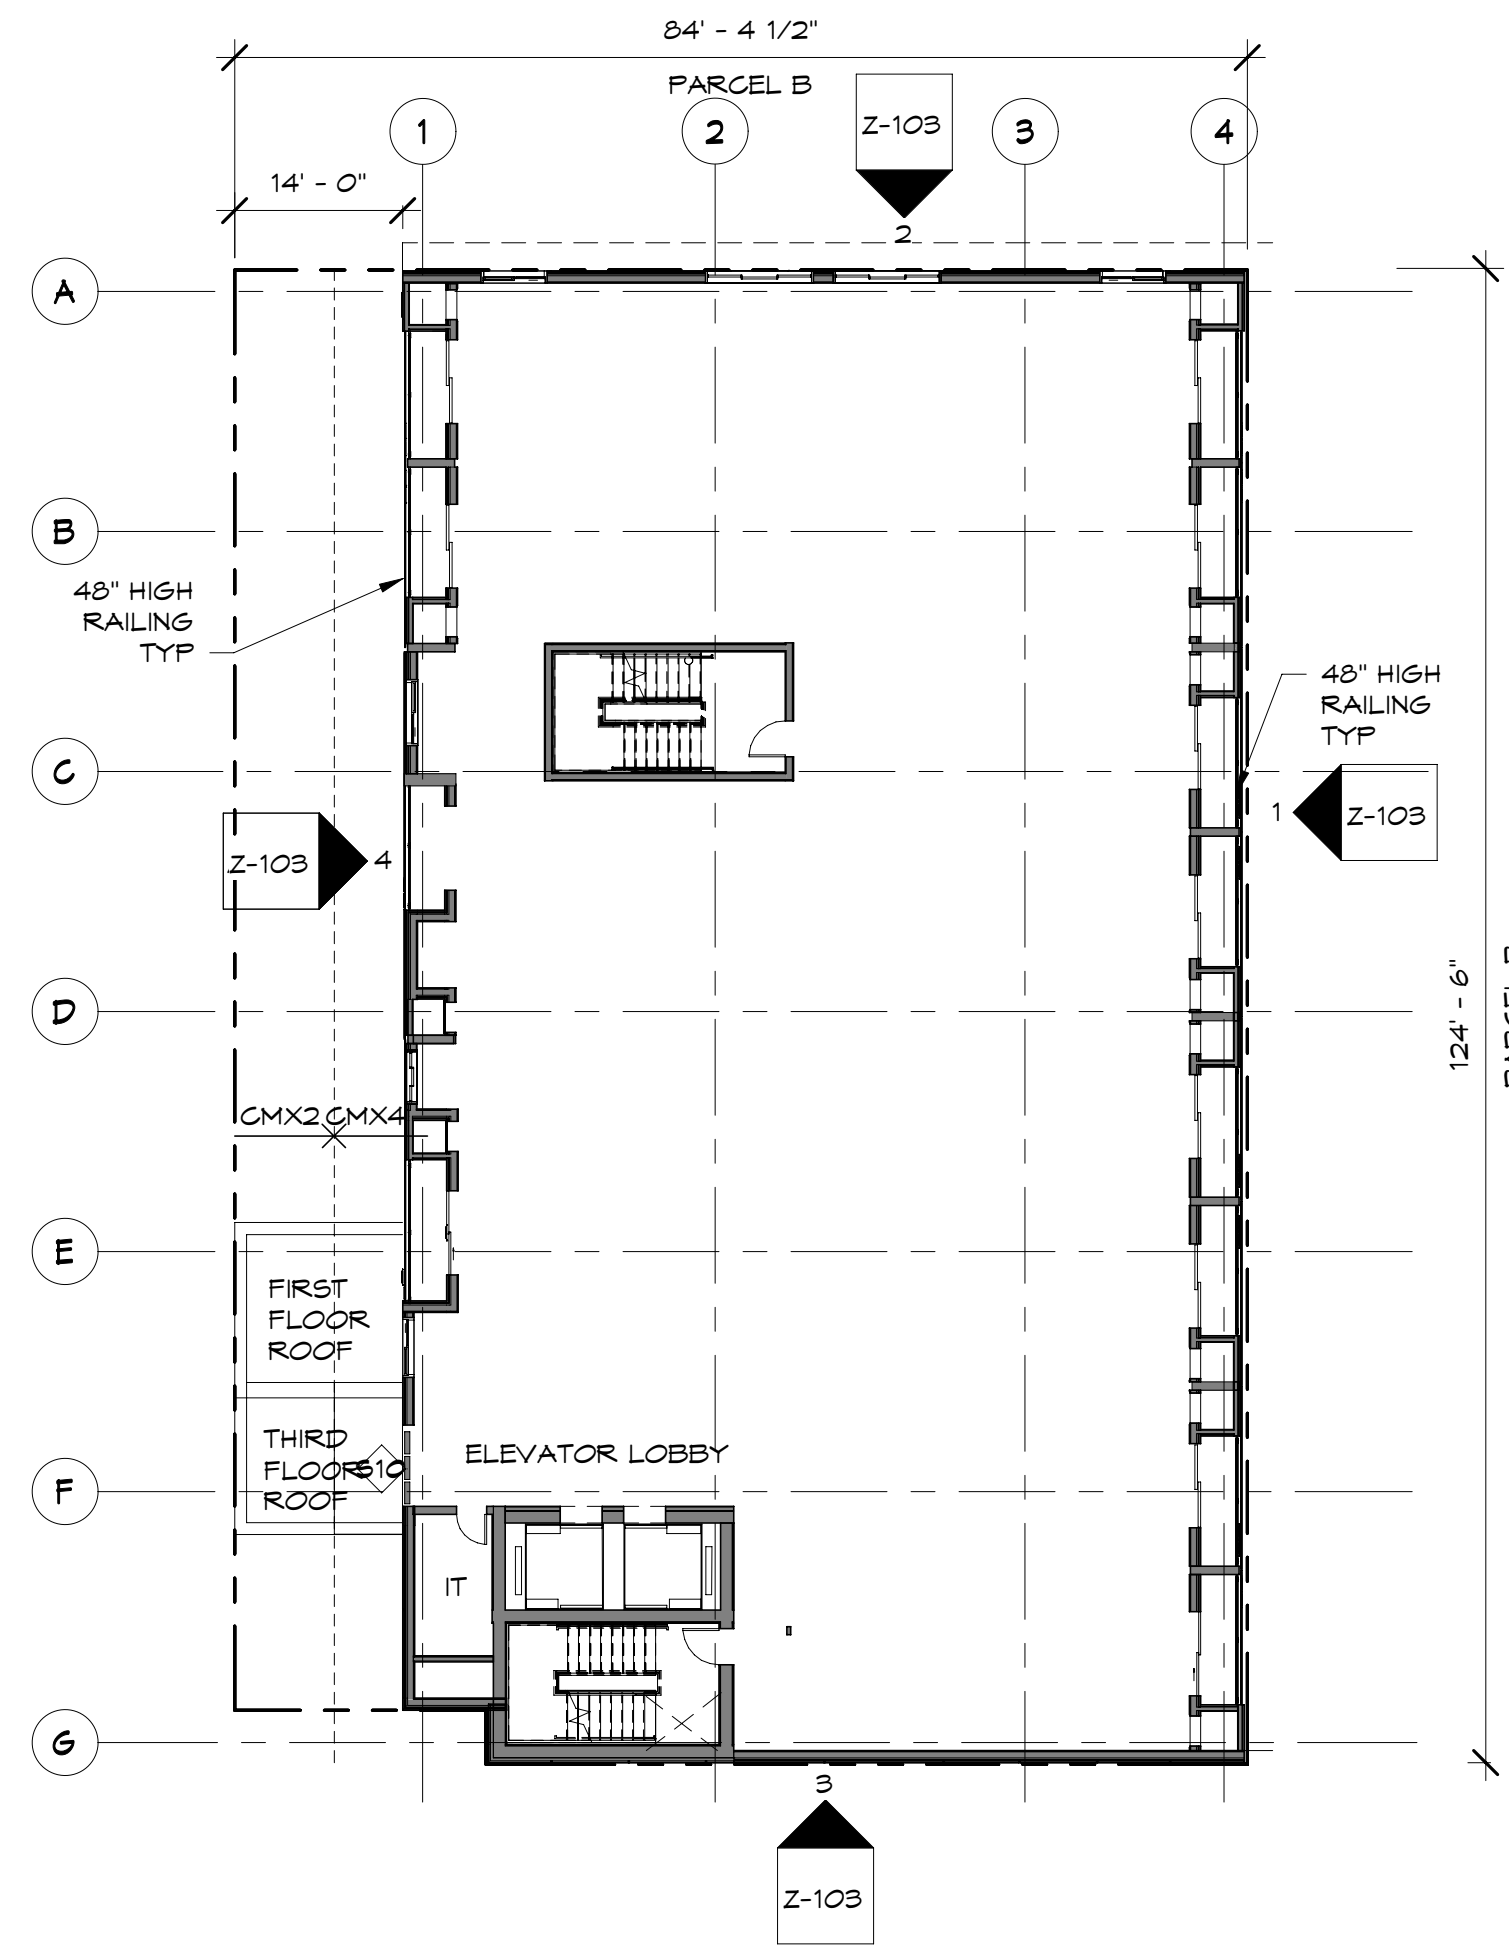 84' - 4 1/2"
PARCEL B
Z-103
1
2
3
4
14' - 0"
2
A
B
48" HIGH
RAILING
TYP
48" HIGH
RAILING
TYP
C
1
Z-103
Z-103
4
124' - 6"
D
CMX2
CMX4
E
FIRST
FLOOR
ROOF
THIRD
FLOOR
ROOF
S10
ELEVATOR LOBBY
F
IT
G
3
Z-103